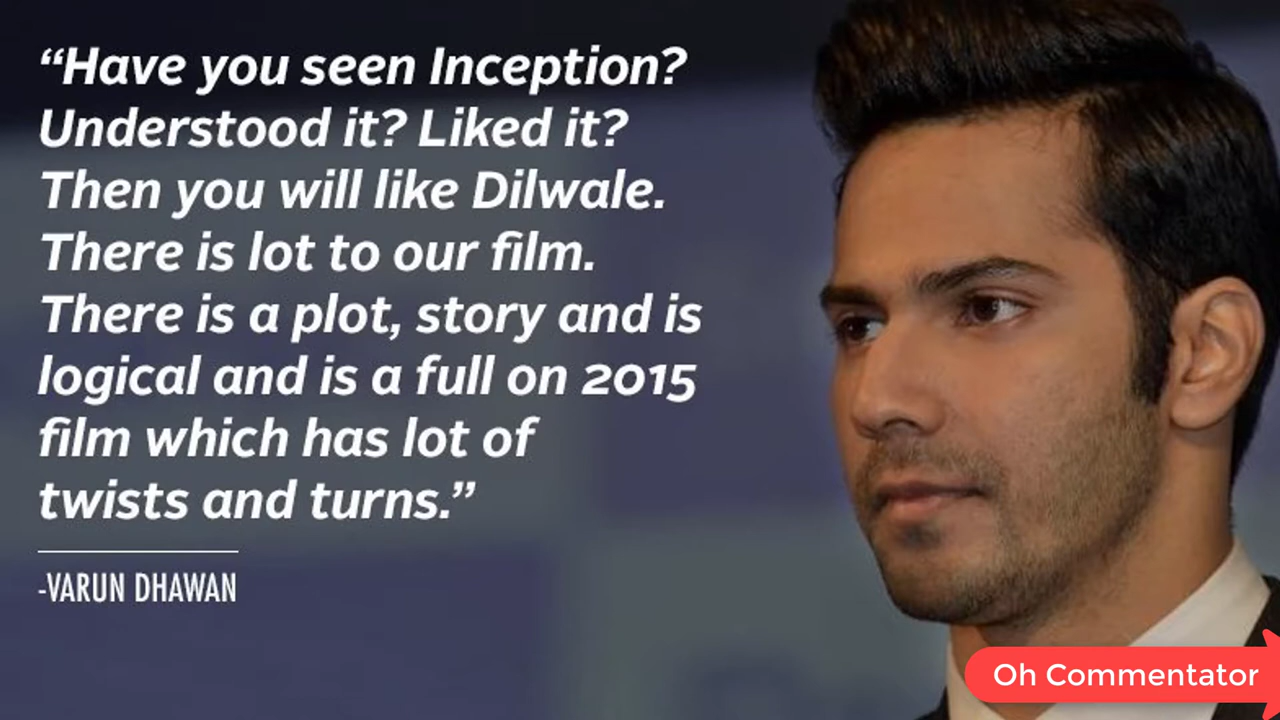 “Have you seen Inception?
Understood it? Liked it?
Then you will like Dilwale.
There is lot to our film.
There is a plot, story and is
logical and is a full on 2015
film which has lot of
twists and turns.”
-VARUN DHAWAN
Oh Commentator